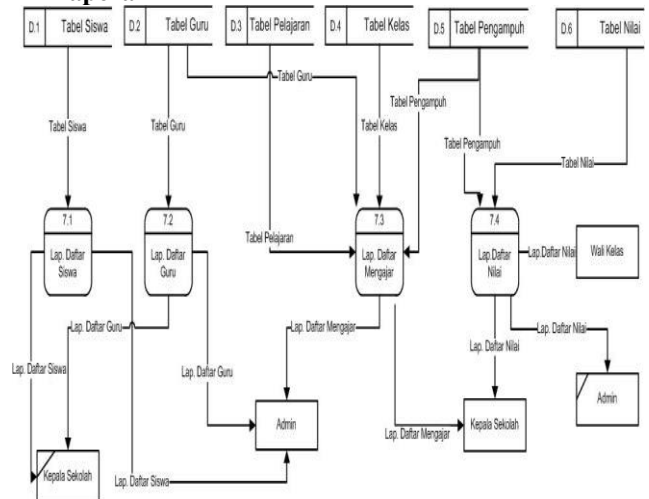 D.1 Tabel Siswa
D.2 Tabel Guru
D.3 Tabel Pelajaran
D.4 Tabel Kelas
D.5 Tabel Pengampuh
D.6 Tabel Nilai
Tabel Guru
Tabel Pengampuh
Tabel Siswa
Tabel Guru
Tabel Kelas
Tabel Pengampuh
Tabel Nilai
7.1
Lap. Daftar
Siswa
7.2
Lap. Daftar
Guru
Tabel Pelajaran
7.3
Lap. Daftar
Mengajar
7.4
Lap.Daftar
Nilai
Lap.Daftar Nilai
Wali Kelas
Lap. Daftar Guru
Lap. Daftar Mengajar
Lap. Daftar Nilai
Lap. Daftar Nilai
Lap. Daftar Siswa
Lap. Daftar Guru
Admin
Lap. Daftar Mengajar
Kepala Sekolah
Admin
Kepala Sekolah
Lap. Daftar Siswa